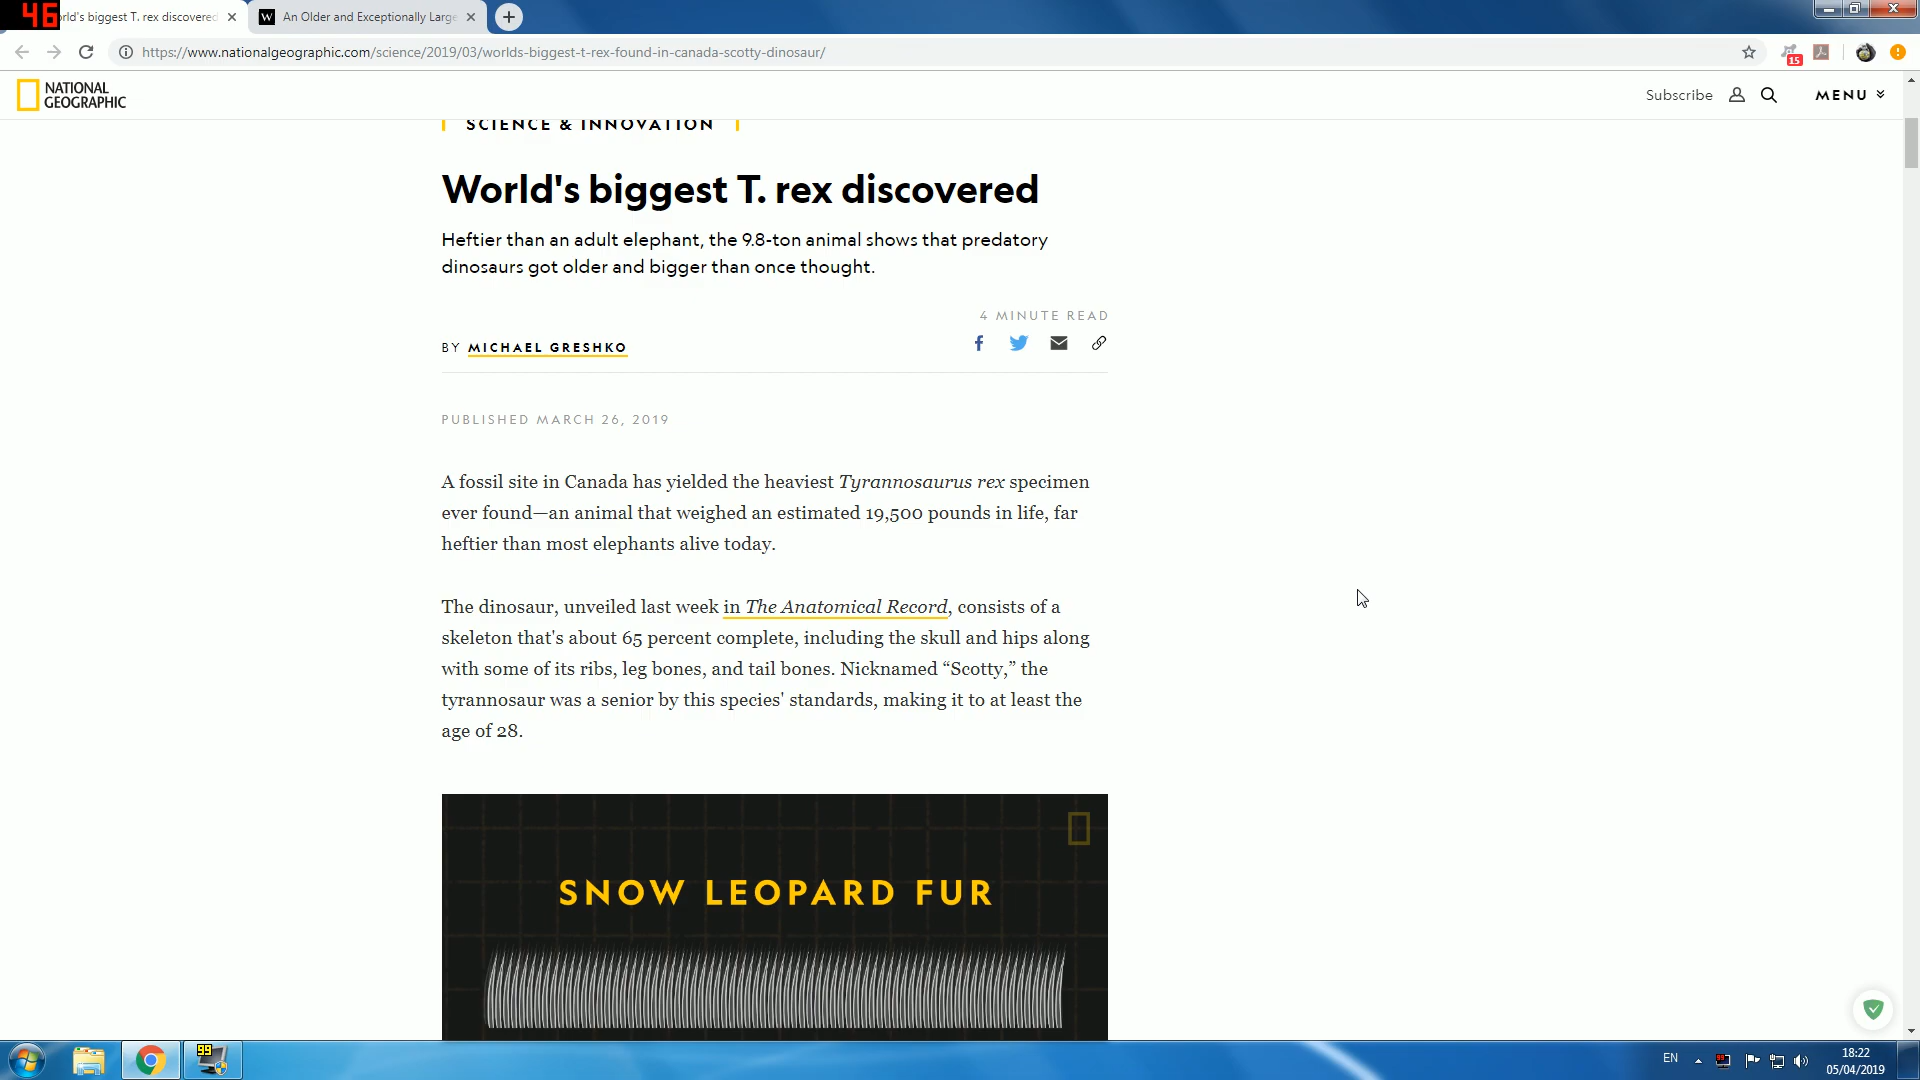 46
rld's biggest T. rex discovered
W An Older and Exceptionally Large
https://www.nationalgeographic.com/science/2019/03/worlds-biggest-t-rex-found-in-canada-scotty-dinosaur/
15
NATIONAL
GEOGRAPHIC
Subscribe
MENU
SCIENCE & INNOVATION
World's biggest T. rex discovered
Heftier than an adult elephant, the 9.8-ton animal shows that predatory
dinosaurs got older and bigger than once thought.
4 MINUTE READ
BY MICHAEL GRESHKO
PUBLISHED MARCH 26, 2019
A fossil site in Canada has yielded the heaviest Tyrannosaurus rex specimen
ever found—an animal that weighed an estimated 19,500 pounds in life, far
heftier than most elephants alive today.
The dinosaur, unveiled last week in The Anatomical Record, consists of a
skeleton that's about 65 percent complete, including the skull and hips along
with some of its ribs, leg bones, and tail bones. Nicknamed “Scotty,” the
tyrannosaur was a senior by this species' standards, making it to at least the
age of 28.
SNOW LEOPARD FUR
99
EN
18:22
05/04/2019